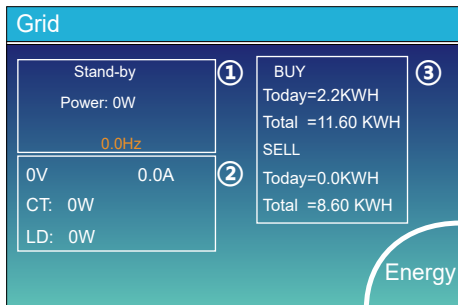 Grid
Stand-by
Power: 0W
0.0Hz
①
0V 0.0A
CT: 0W
LD: 0W
②
BUY
Today=2.2KWH
Total =11.60 KWH
SELL
Today=0.0KWH
Total =8.60 KWH
③
Energy